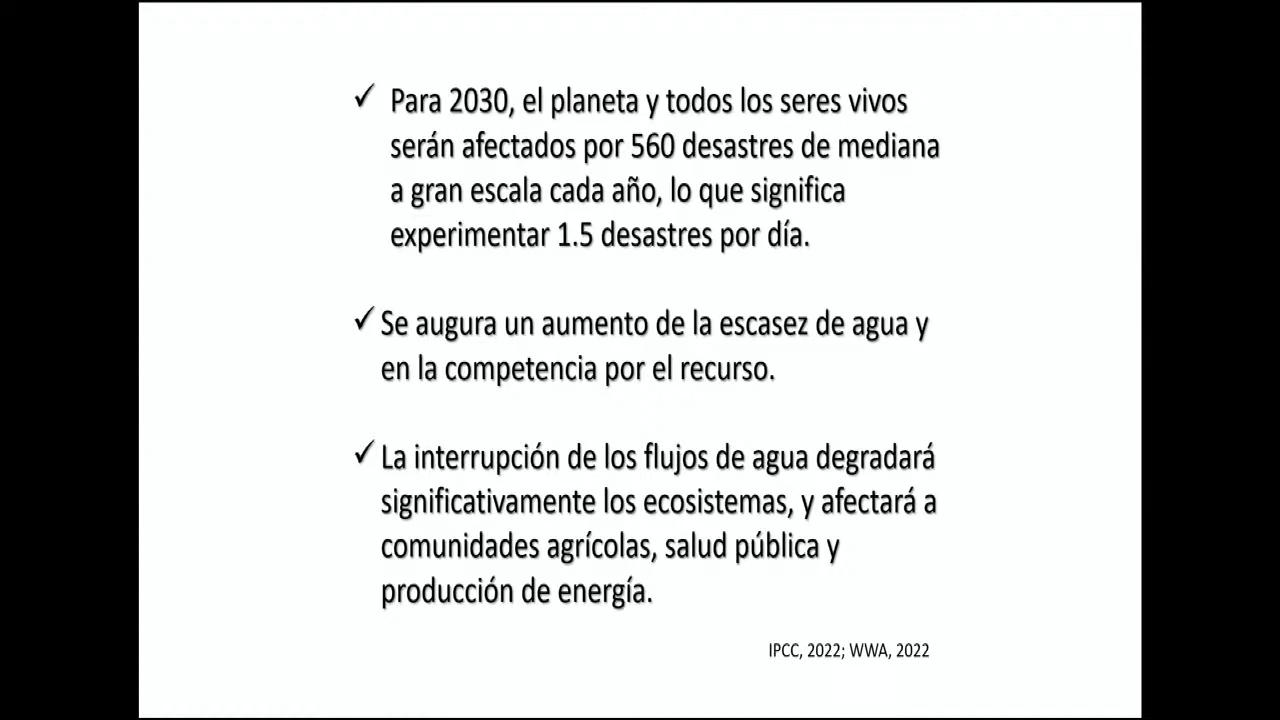 ✓ Para 2030, el planeta y todos los seres vivos
serán afectados por 560 desastres de mediana
a gran escala cada año, lo que significa
experimentar 1.5 desastres por día.
✓ Se augura un aumento de la escasez de agua y
en la competencia por el recurso.
✓ La interrupción de los flujos de agua degradará
significativamente los ecosistemas, y afectará a
comunidades agrícolas, salud pública y
producción de energía.
IPCC, 2022; WWA, 2022